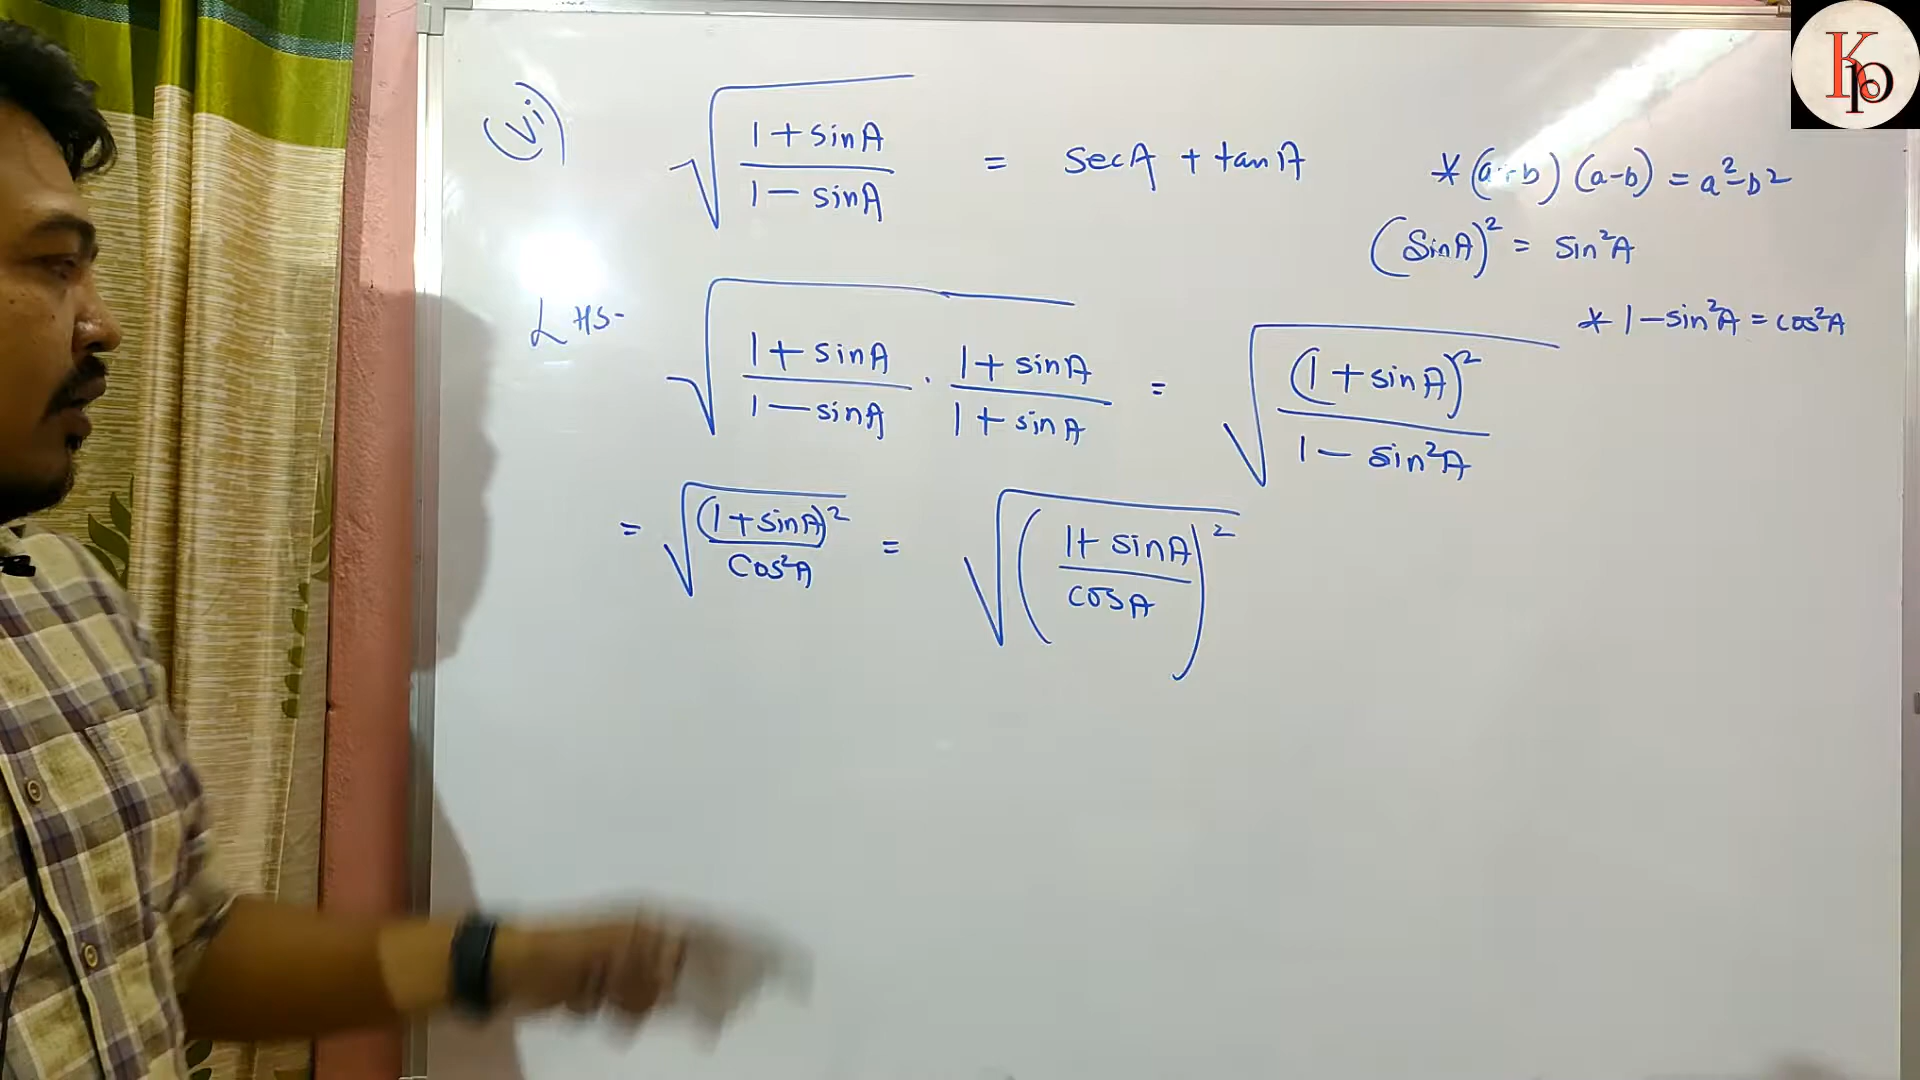 (vi) √((1+sinA)/(1-sinA)) = secA + tanA
*(a+b)(a-b) = a²-b²
(SinA)² = Sin²A
* 1-sin²A = cos²A
LHS- √((1+sinA)/(1-sinA) · (1+sinA)/(1+sinA)) = √((1+sinA)²/(1-sin²A))
= √((1+sinA)²/Cos²A) = √(((1+sinA)/cosA)²)
KP